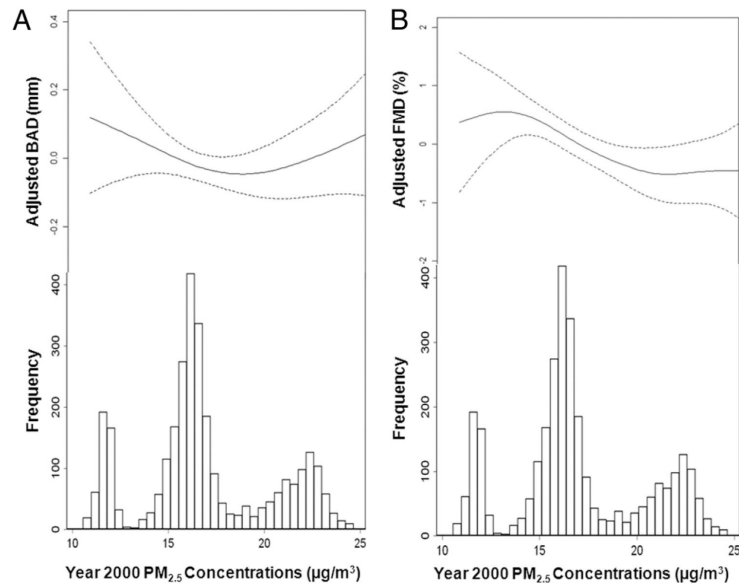 A
Adjusted BAD (mm)
0.4
0.2
0.0
-0.2
Frequency
400
300
200
100
0
10 15 20 25
Year 2000 PM2.5 Concentrations (µg/m³)
B
Adjusted FMD (%)
2
1
0
-1
-2
Frequency
400
300
200
100
0
10 15 20 25
Year 2000 PM2.5 Concentrations (µg/m³)